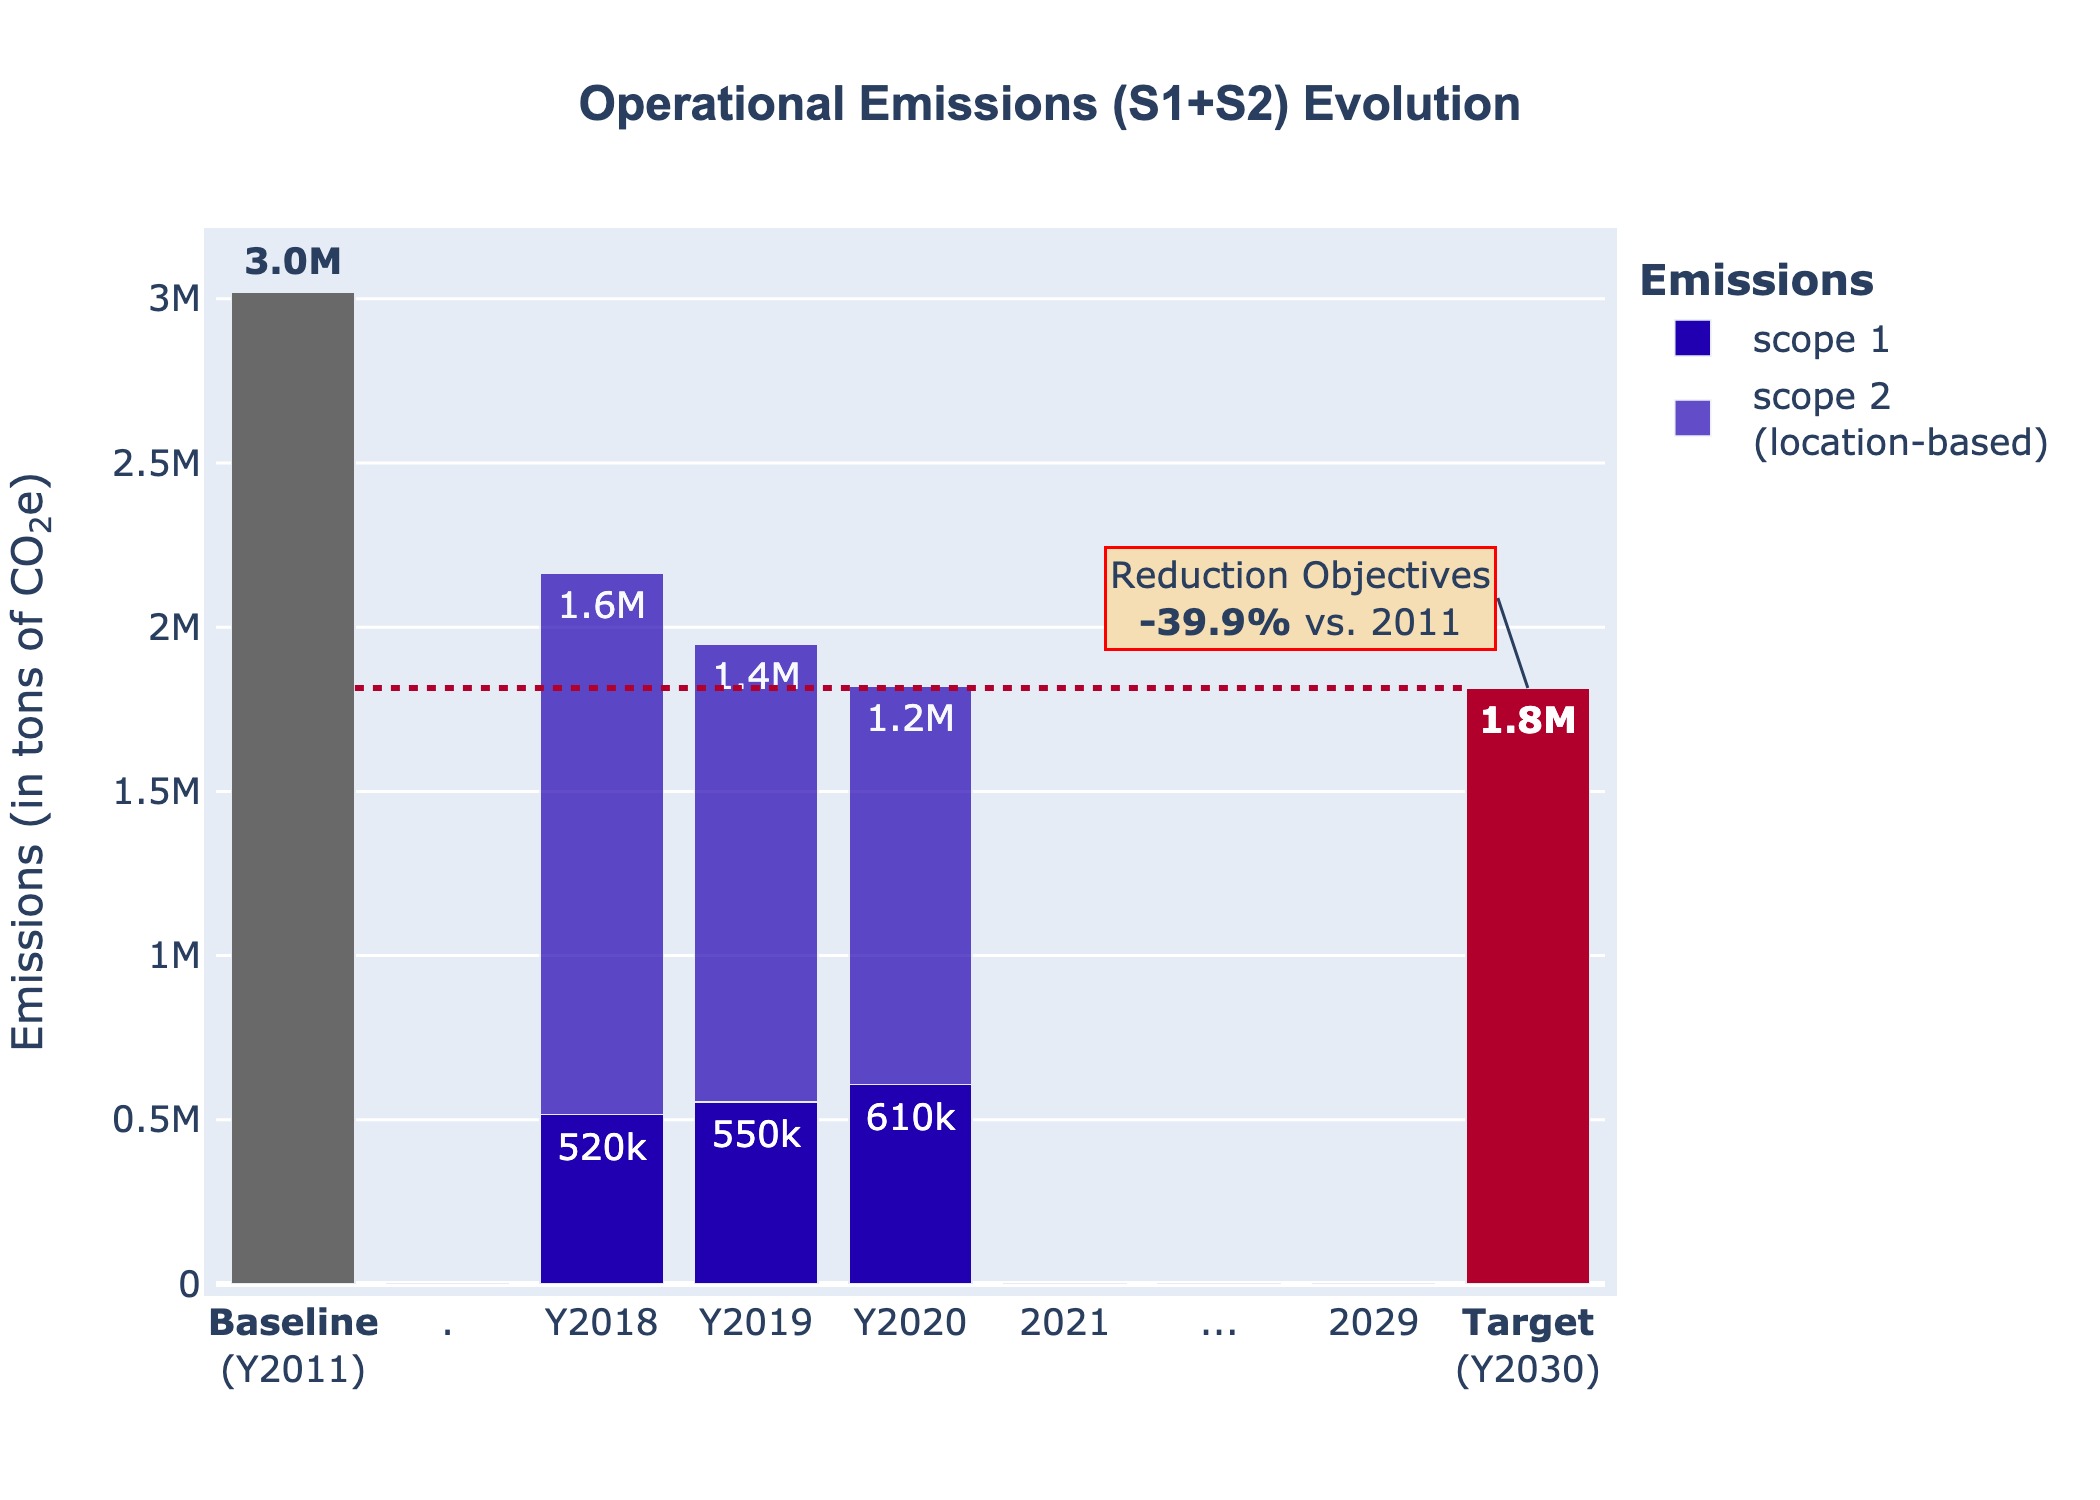 Operational Emissions (S1+S2) Evolution
Emissions (in tons of CO₂e)
3M
2.5M
2M
1.5M
1M
0.5M
0
3.0M
1.6M
520k
1.4M
550k
1.2M
610k
Reduction Objectives
-39.9% vs. 2011
1.8M
Baseline
(Y2011)
.
Y2018
Y2019
Y2020
2021
...
2029
Target
(Y2030)
Emissions
scope 1
scope 2
(location-based)